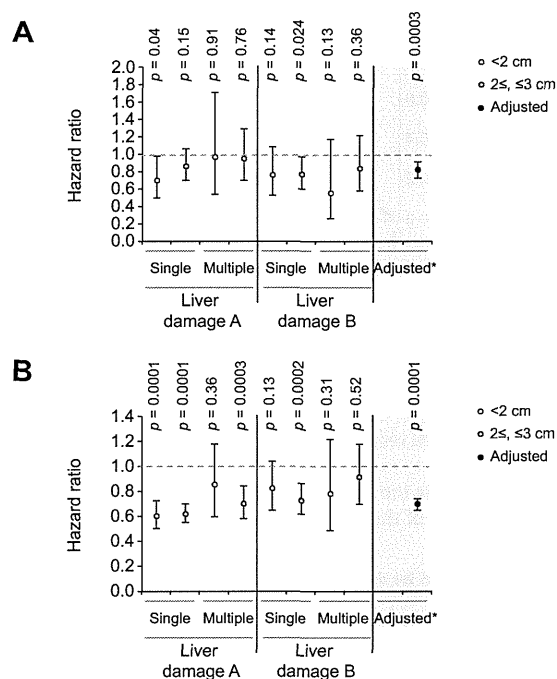 A
p = 0.04
p = 0.15
p = 0.91
p = 0.76
p = 0.14
p = 0.024
p = 0.13
p = 0.36
p = 0.0003
<2 cm
2≤, ≤3 cm
Adjusted
Hazard ratio
2.0
1.8
1.6
1.4
1.2
1.0
0.8
0.6
0.4
0.2
0.0
Single Multiple Single Multiple Adjusted*
Liver damage A
Liver damage B
B
p = 0.0001
p = 0.0001
p = 0.36
p = 0.0003
p = 0.13
p = 0.0002
p = 0.31
p = 0.52
p = 0.0001
<2 cm
2≤, ≤3 cm
Adjusted
Hazard ratio
1.4
1.2
1.0
0.8
0.6
0.4
0.2
0.0
Single Multiple Single Multiple Adjusted*
Liver damage A
Liver damage B